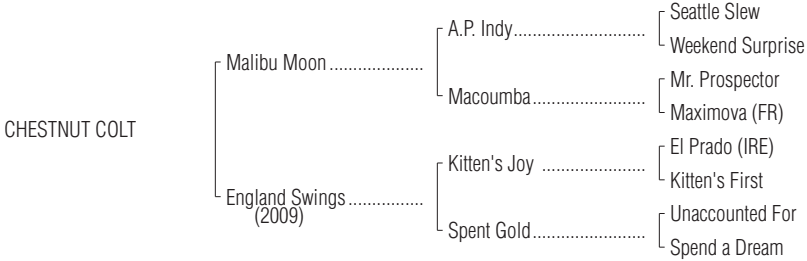 Seattle Slew
A.P. Indy
Weekend Surprise
Malibu Moon
Mr. Prospector
Macoumba
Maximova (FR)
CHESTNUT COLT
El Prado (IRE)
Kitten's Joy
Kitten's First
England Swings
(2009)
Unaccounted For
Spent Gold
Spend a Dream